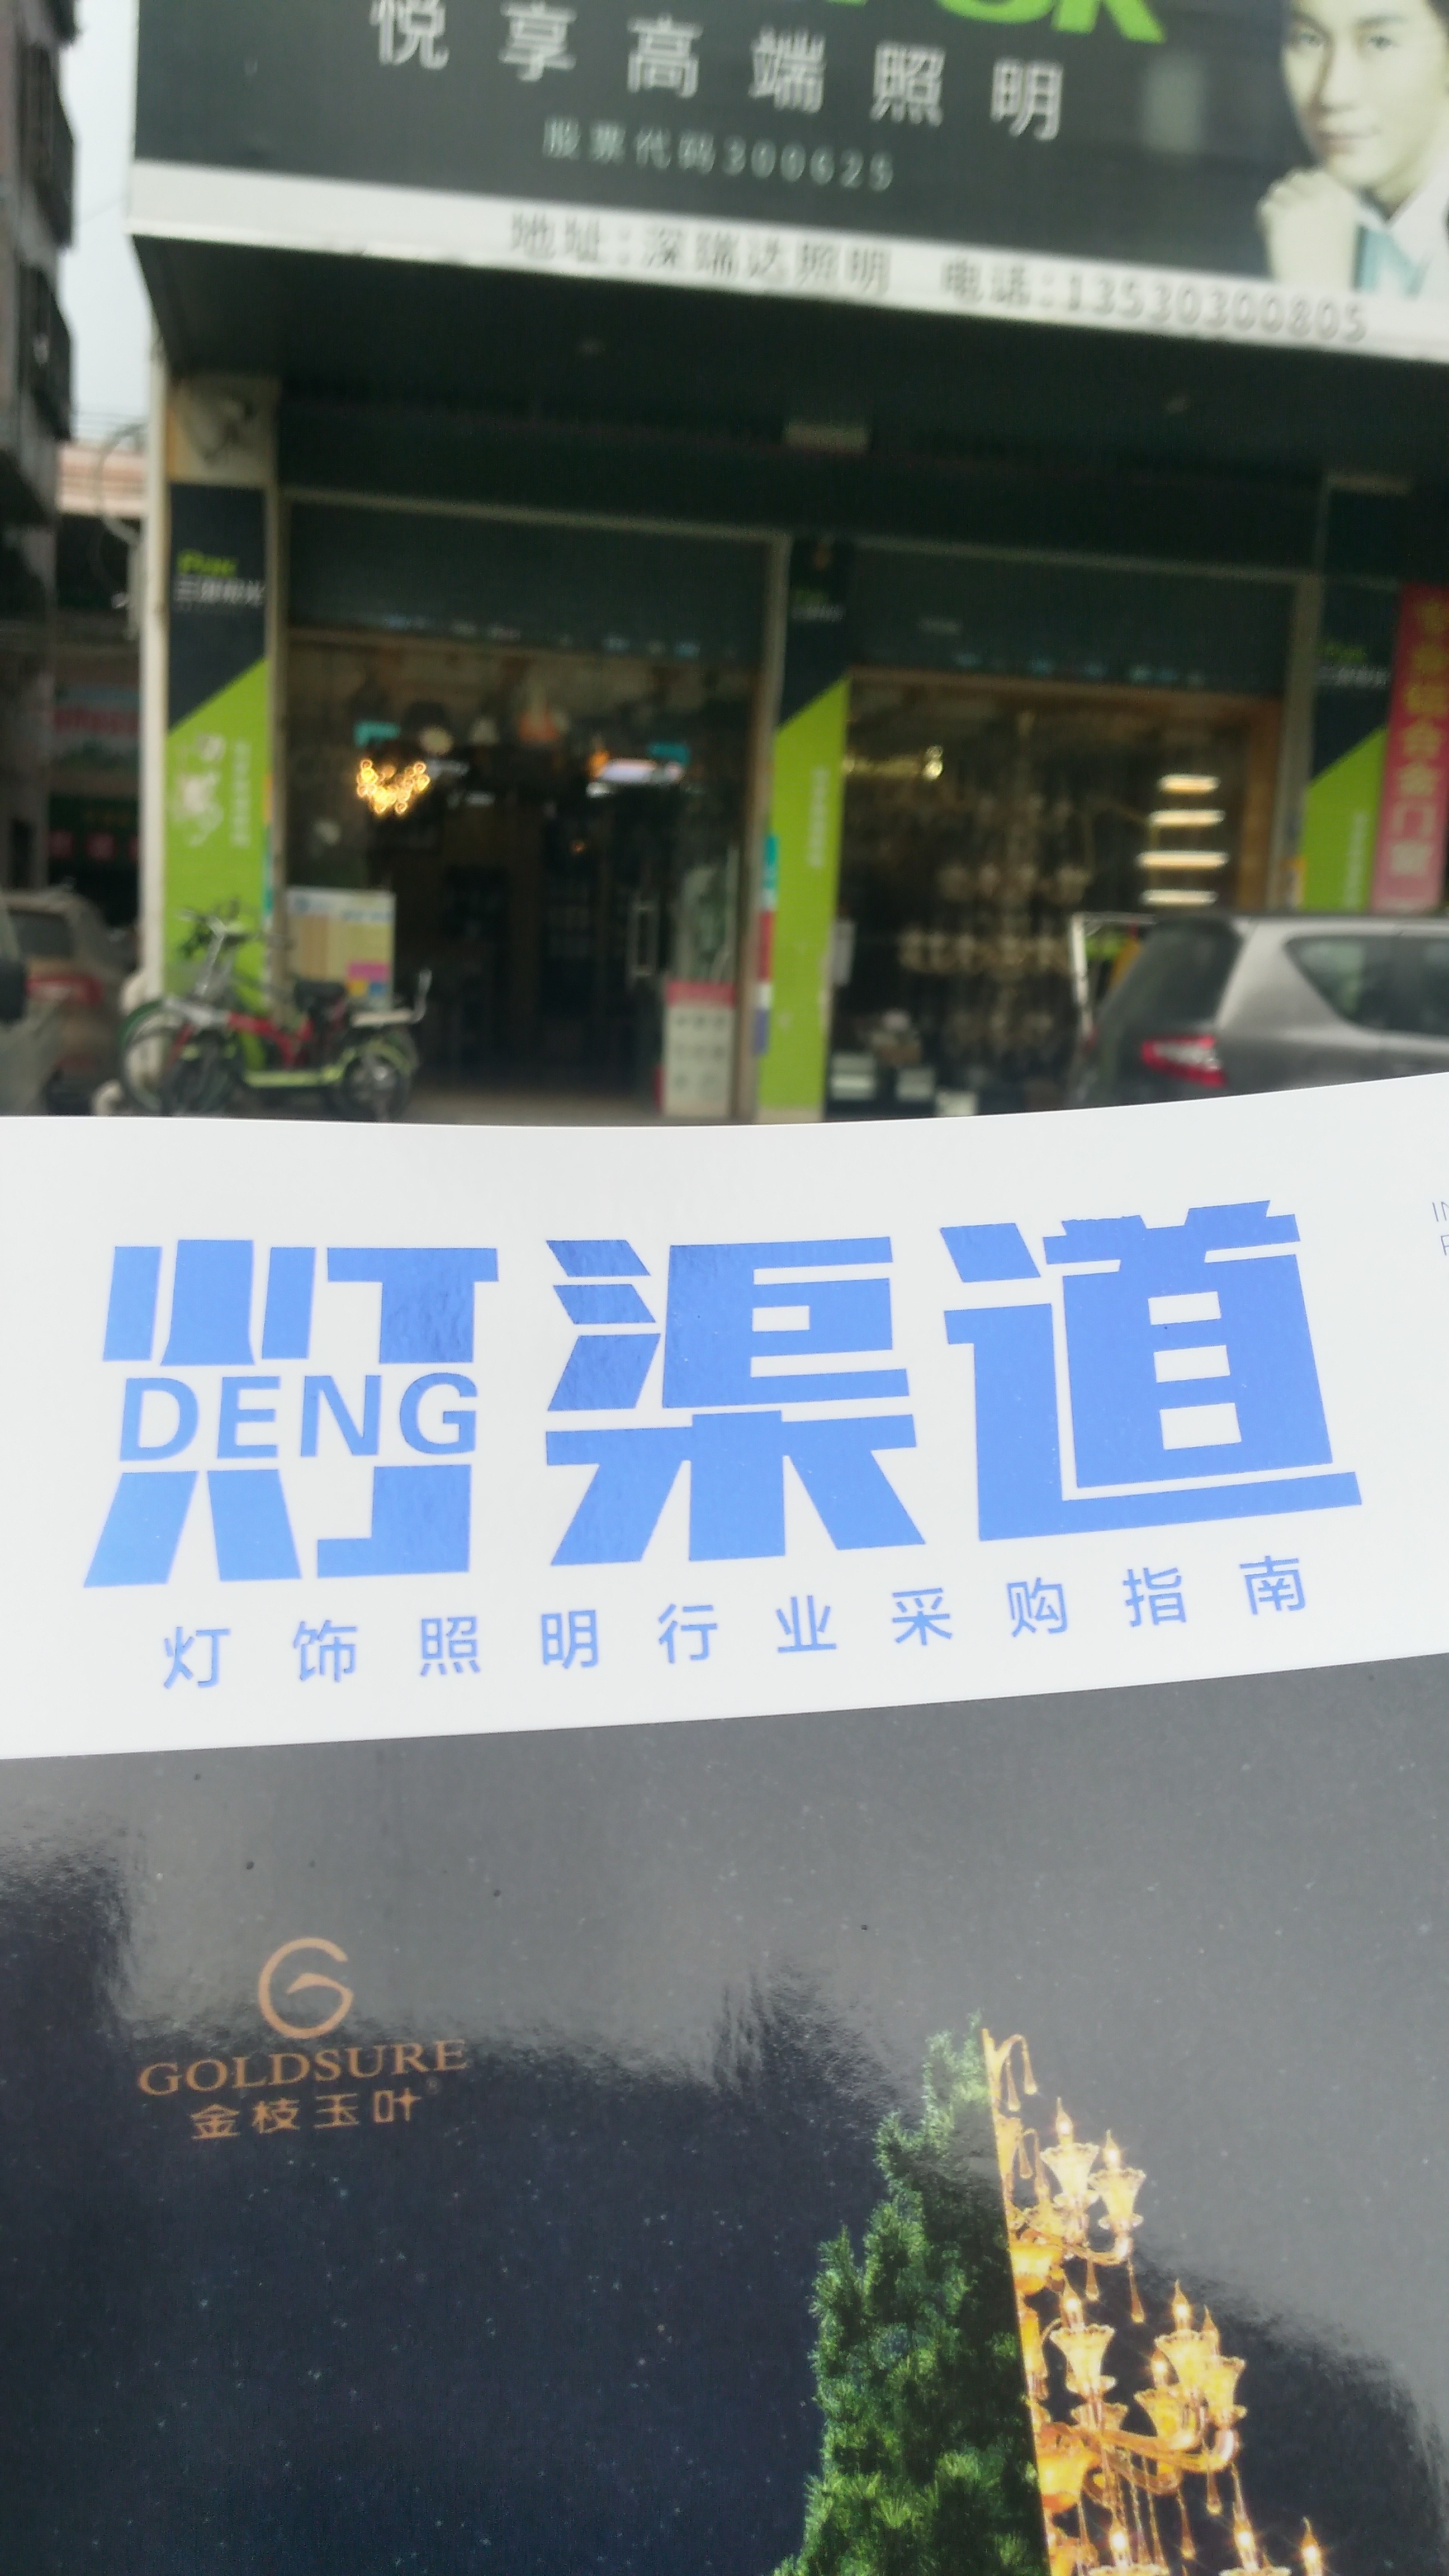 悦享高端照明
股票代码300625
地址:深瑞达照明 电话:13530300805
灯渠道
DENG
灯饰照明行业采购指南
GOLDSURE
金枝玉叶